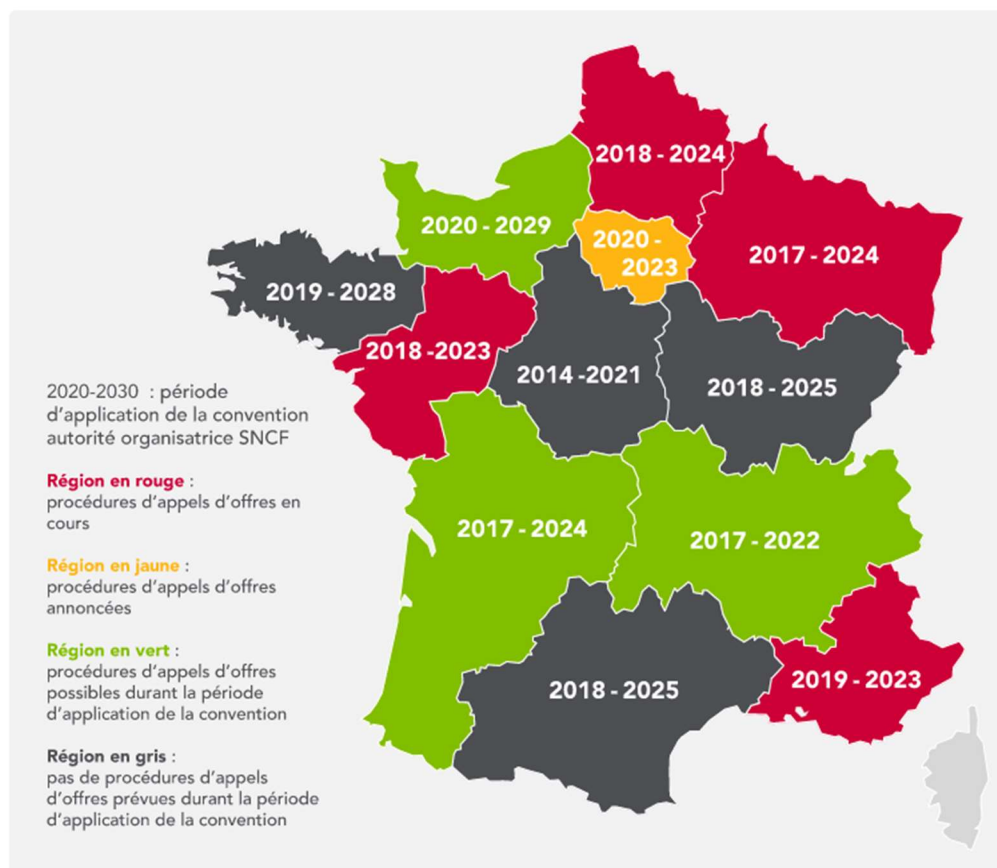 2018 - 2024
2020 - 2029
2020 -
2023
2017 - 2024
2019 - 2028
2018 -2023
2014 -2021
2018 - 2025
2017 - 2024
2017 - 2022
2018 - 2025
2019 - 2023
2020-2030 : période
d'application de la convention
autorité organisatrice SNCF
Région en rouge :
procédures d'appels d'offres en
cours
Région en jaune :
procédures d'appels d'offres
annoncées
Région en vert :
procédures d'appels d'offres
possibles durant la période
d'application de la convention
Région en gris :
pas de procédures d'appels
d'offres prévues durant la période
d'application de la convention